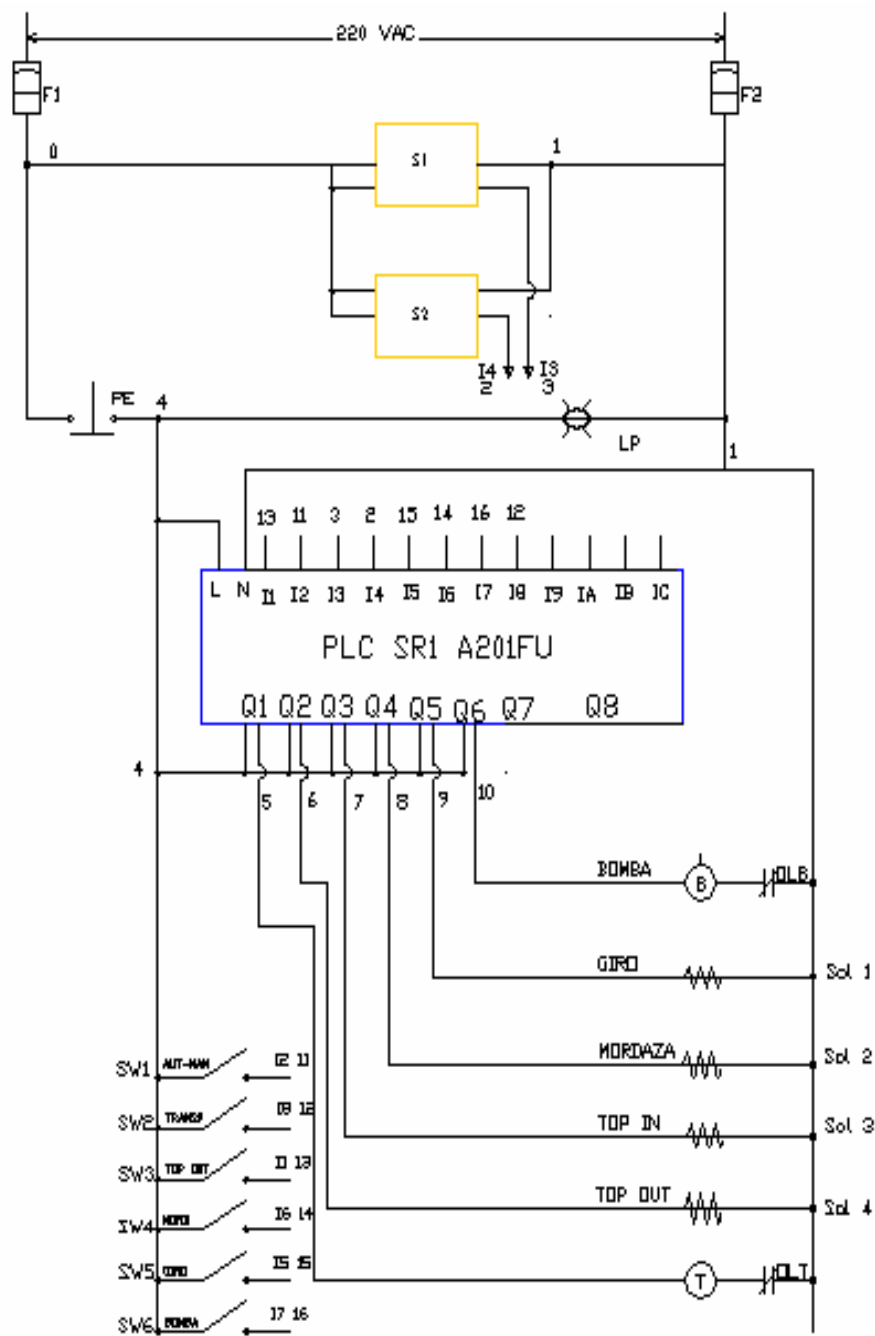 220 VAC
F1
F2
0
1
S1
S2
I4 I3
2 3
PE
4
LP
1
13 11 3 2 15 14 16 12
L N I1 I2 I3 I4 I5 I6 I7 I8 I9 IA IB IC
PLC SR1 A201FU
Q1 Q2 Q3 Q4 Q5 Q6 Q7 Q8
4
5 6 7 8 9 10
BOMBA B OLB
GIRO Sol 1
MORDAZA Sol 2
TOP IN Sol 3
TOP OUT Sol 4
T OLT
SW1 AUT-MAN I2 11
SW2 12
SW3 TOP OUT I1 13
SW4 I6 14
SW5 I5 15
SW6 BOMBA I7 16